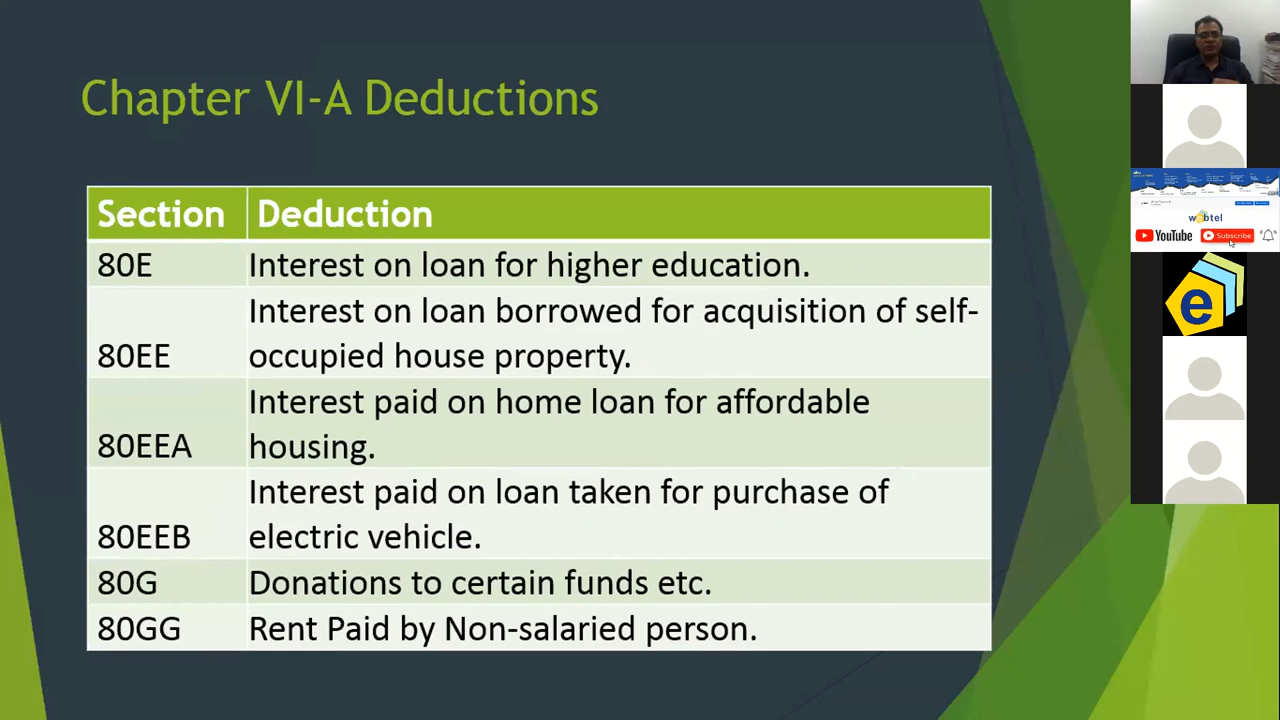 Chapter VI-A Deductions
Section Deduction
80E Interest on loan for higher education.
Interest on loan borrowed for acquisition of self-
80EE occupied house property.
Interest paid on home loan for affordable
80EEA housing.
Interest paid on loan taken for purchase of
80EEB electric vehicle.
80G Donations to certain funds etc.
80GG Rent Paid by Non-salaried person.
webtel
YouTube Subscribe
e